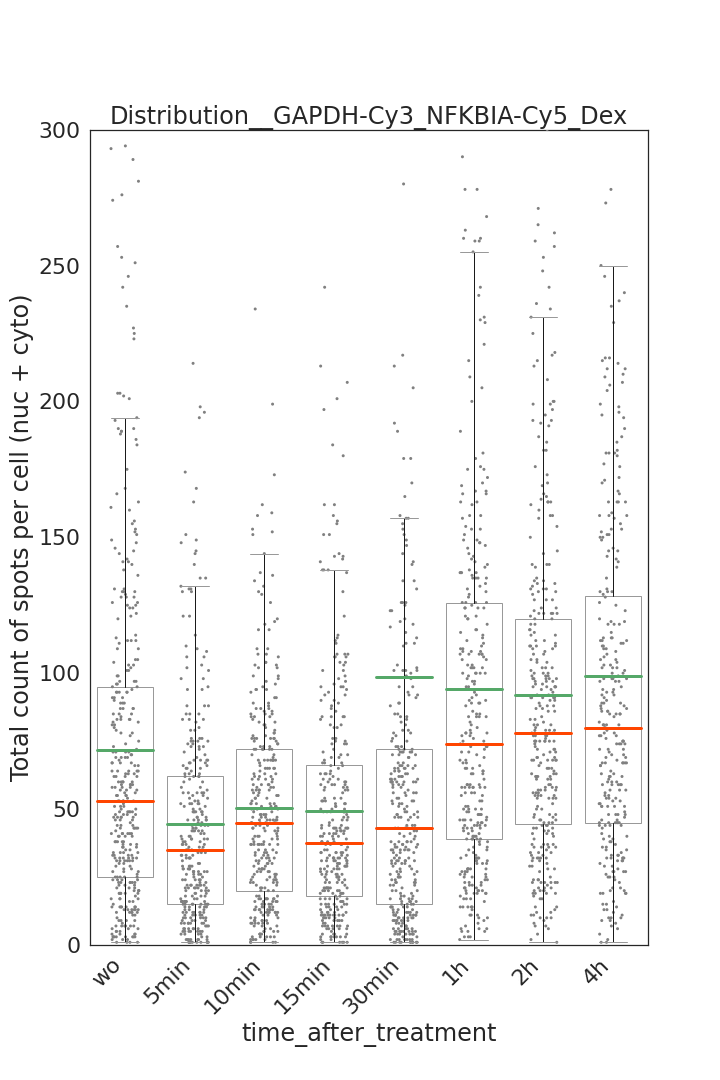 Distribution__GAPDH-Cy3_NFKBIA-Cy5_Dex
300
250
200
150
100
50
0
Total count of spots per cell (nuc + cyto)
wo
5min
10min
15min
30min
1h
2h
4h
time_after_treatment